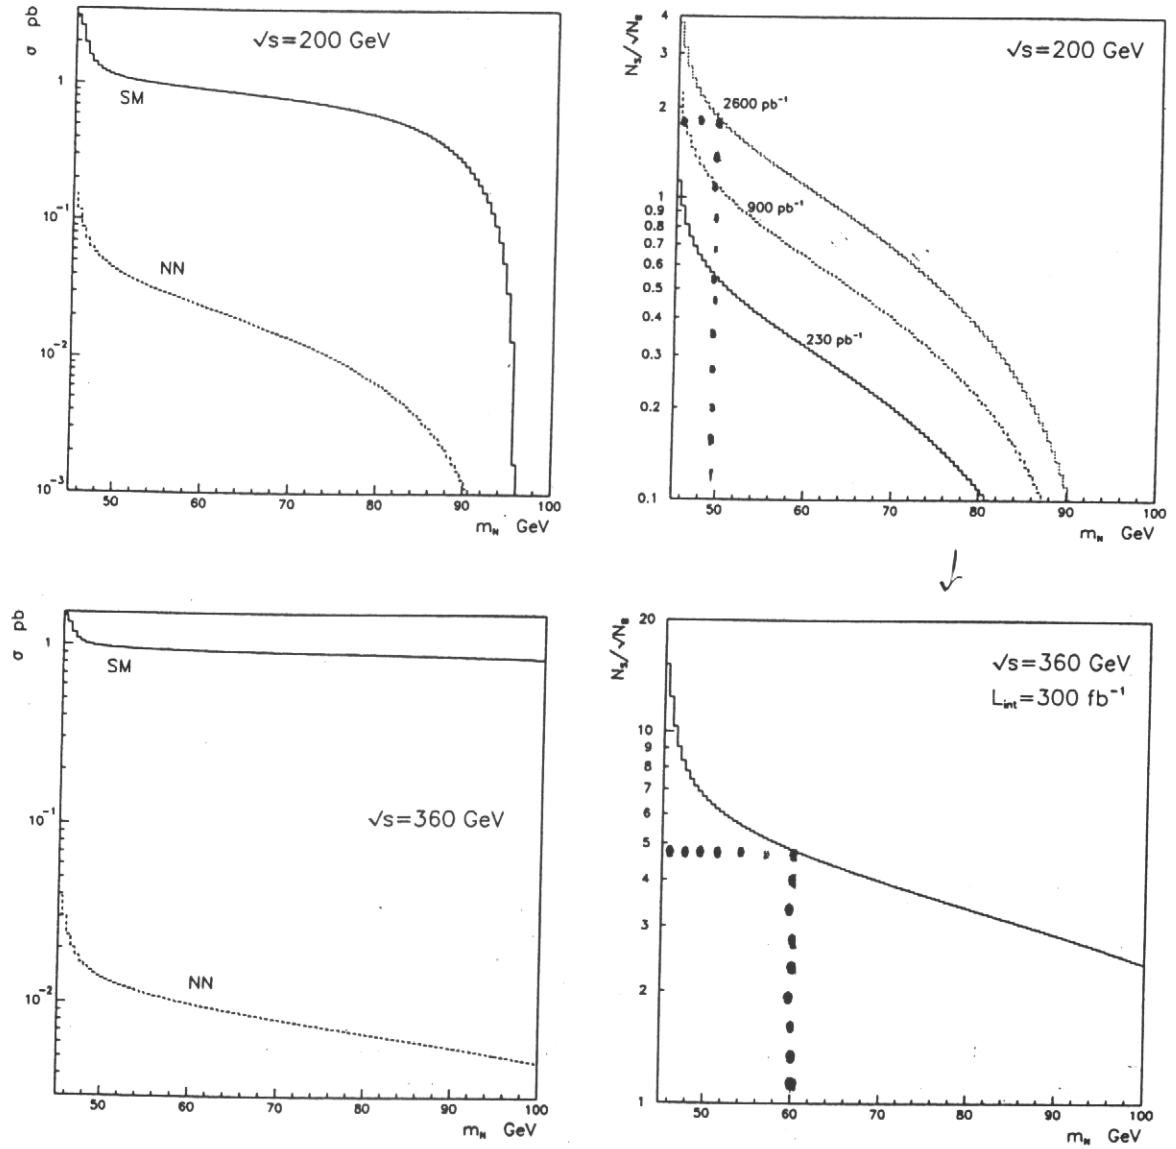 σ pb
√s=200 GeV
1
SM
10⁻¹
NN
10⁻²
10⁻³
50 60 70 80 90 100
m_N GeV
N_S/√N_B
√s=200 GeV
4
3
2600 pb⁻¹
2
1
0.9
900 pb⁻¹
0.8
0.7
0.6
0.5
0.4
230 pb⁻¹
0.3
0.2
0.1
50 60 70 80 90 100
m_N GeV
σ pb
1
SM
10⁻¹
√s=360 GeV
10⁻²
NN
50 60 70 80 90 100
m_N GeV
N_S/√N_B
20
√s=360 GeV
L_int=300 fb⁻¹
10
9
8
7
6
5
4
3
2
1
50 60 70 80 90 100
m_N GeV